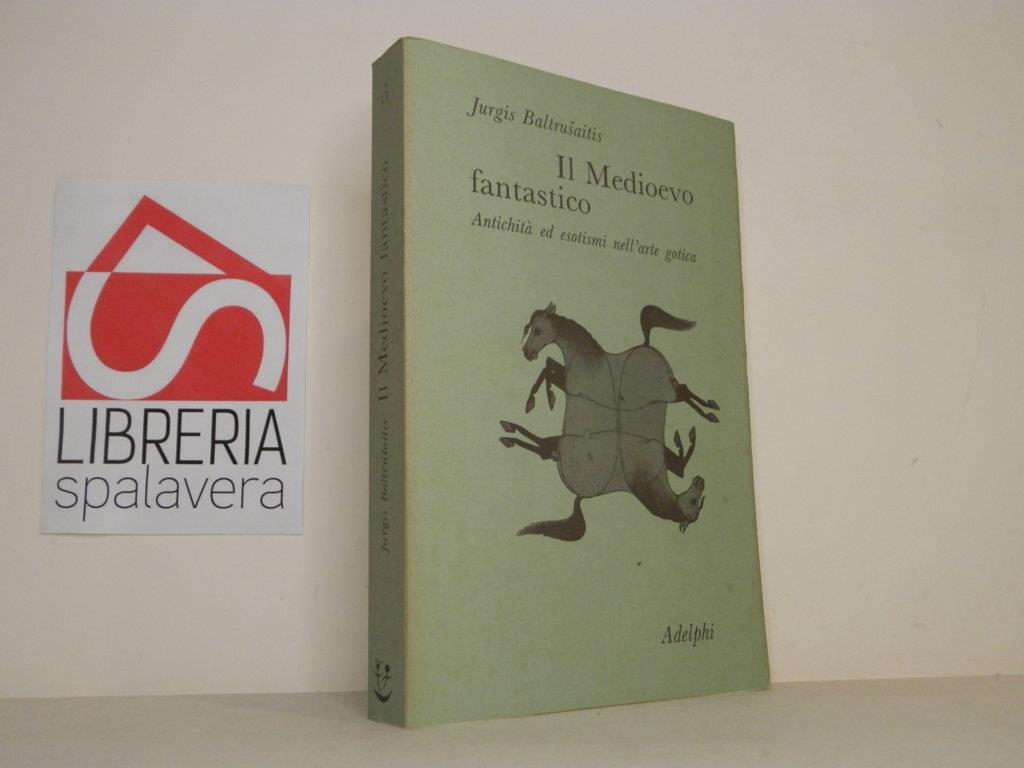 LIBRERIA
spalavera
Jurgis Baltrušaitis Il Medioevo fantastico
Jurgis Baltrušaitis
Il Medioevo
fantastico
Antichità ed esotismi nell'arte gotica
Adelphi